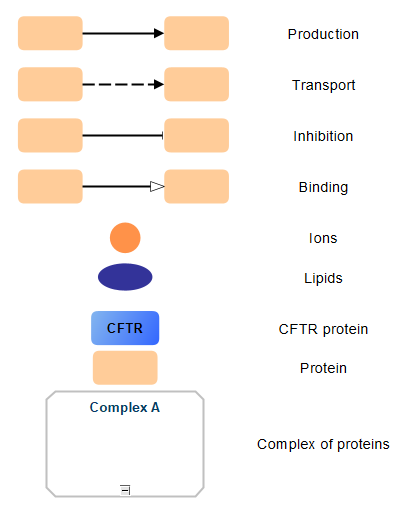 Production
Transport
Inhibition
Binding
Ions
Lipids
CFTR
CFTR protein
Protein
Complex A
Complex of proteins